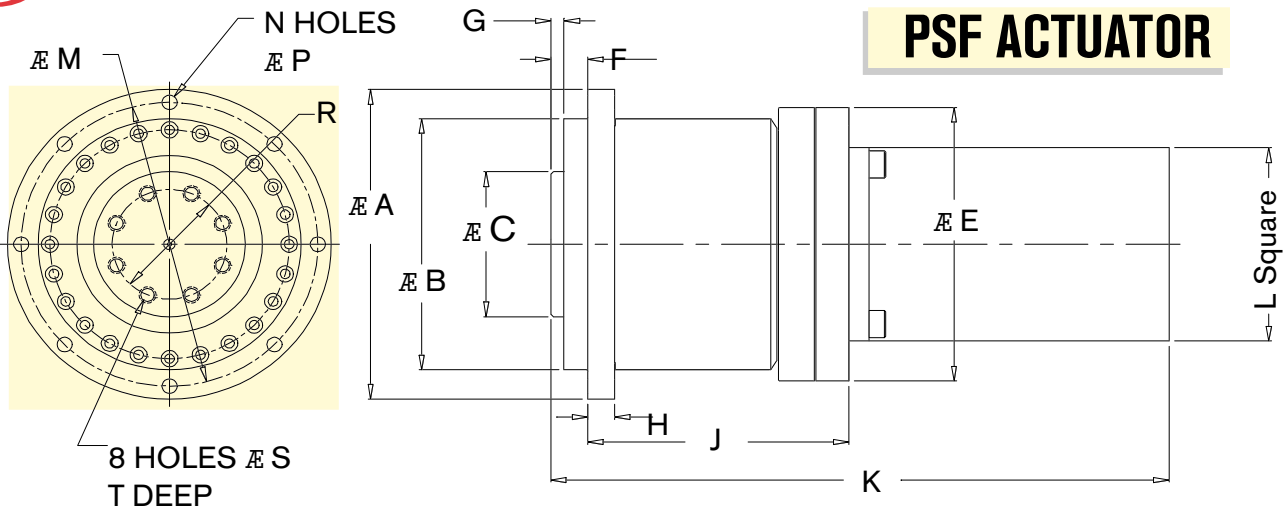 PSF ACTUATOR
N HOLES
Æ P
Æ M
R
8 HOLES Æ S
T DEEP
G
F
Æ A
Æ C
Æ B
Æ E
L Square
H
J
K